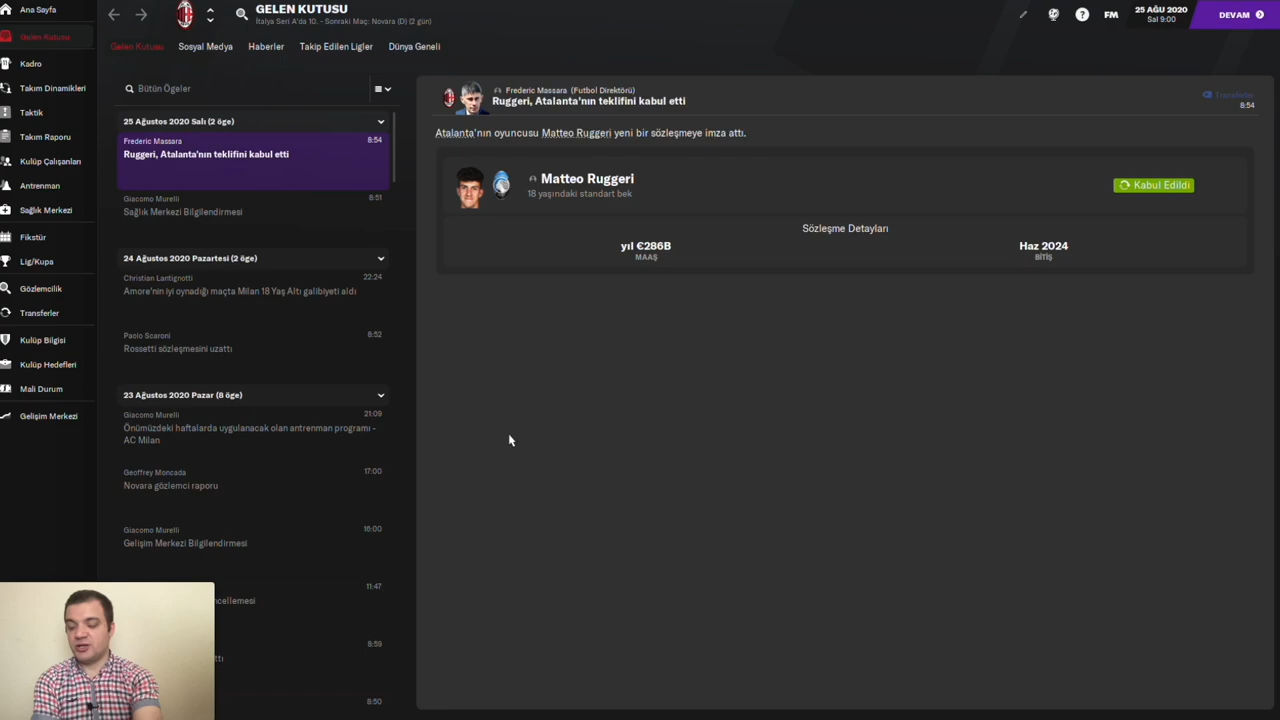 Ana Sayfa
Gelen Kutusu
Kadro
Takım Dinamikleri
Taktik
Takım Raporu
Kulüp Çalışanları
Antrenman
Sağlık Merkezi
Fikstür
Lig/Kupa
Gözlemcilik
Transferler
Kulüp Bilgisi
Kulüp Hedefleri
Mali Durum
Gelişim Merkezi
GELEN KUTUSU
İtalya Seri A'da 10. - Sonraki Maç: Novara (D) (2 gün)
FM
25 AĞU 2020
Sal 9:00
DEVAM
Gelen Kutusu
Sosyal Medya
Haberler
Takip Edilen Ligler
Dünya Geneli
Bütün Ögeler
25 Ağustos 2020 Salı (2 öge)
Frederic Massara 8:54
Ruggeri, Atalanta'nın teklifini kabul etti
Giacomo Murelli 8:51
Sağlık Merkezi Bilgilendirmesi
24 Ağustos 2020 Pazartesi (2 öge)
Christian Lantignotti 22:24
Amore'nin iyi oynadığı maçta Milan 18 Yaş Altı galibiyeti aldı
Paolo Scaroni 8:52
Rossetti sözleşmesini uzattı
23 Ağustos 2020 Pazar (8 öge)
Giacomo Murelli 21:09
Önümüzdeki haftalarda uygulanacak olan antrenman programı -
AC Milan
Geoffrey Moncada 17:00
Novara gözlemci raporu
Giacomo Murelli 16:00
Gelişim Merkezi Bilgilendirmesi
11:47
ncellemesi
8:59
tı
8:50
Frederic Massara (Futbol Direktörü)
Ruggeri, Atalanta'nın teklifini kabul etti
Transferler
8:54
Atalanta'nın oyuncusu Matteo Ruggeri yeni bir sözleşmeye imza attı.
Matteo Ruggeri
18 yaşındaki standart bek
Kabul Edildi
Sözleşme Detayları
yıl €286B
MAAŞ
Haz 2024
BİTİŞ